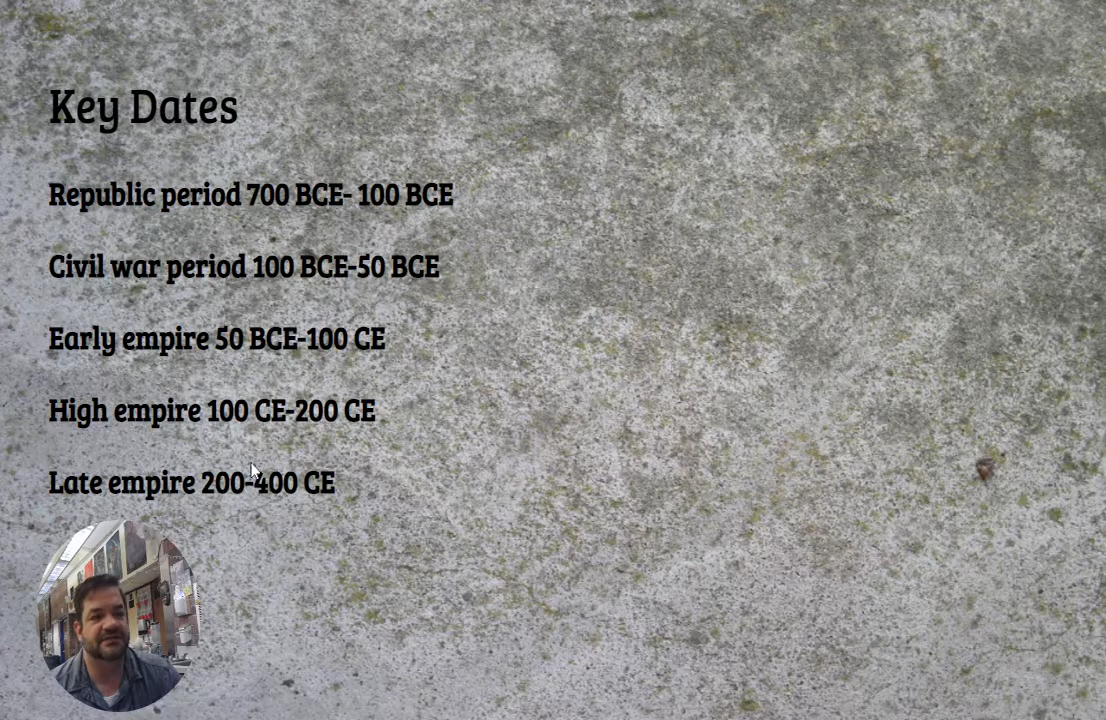 Key Dates
Republic period 700 BCE- 100 BCE
Civil war period 100 BCE-50 BCE
Early empire 50 BCE-100 CE
High empire 100 CE-200 CE
Late empire 200-400 CE